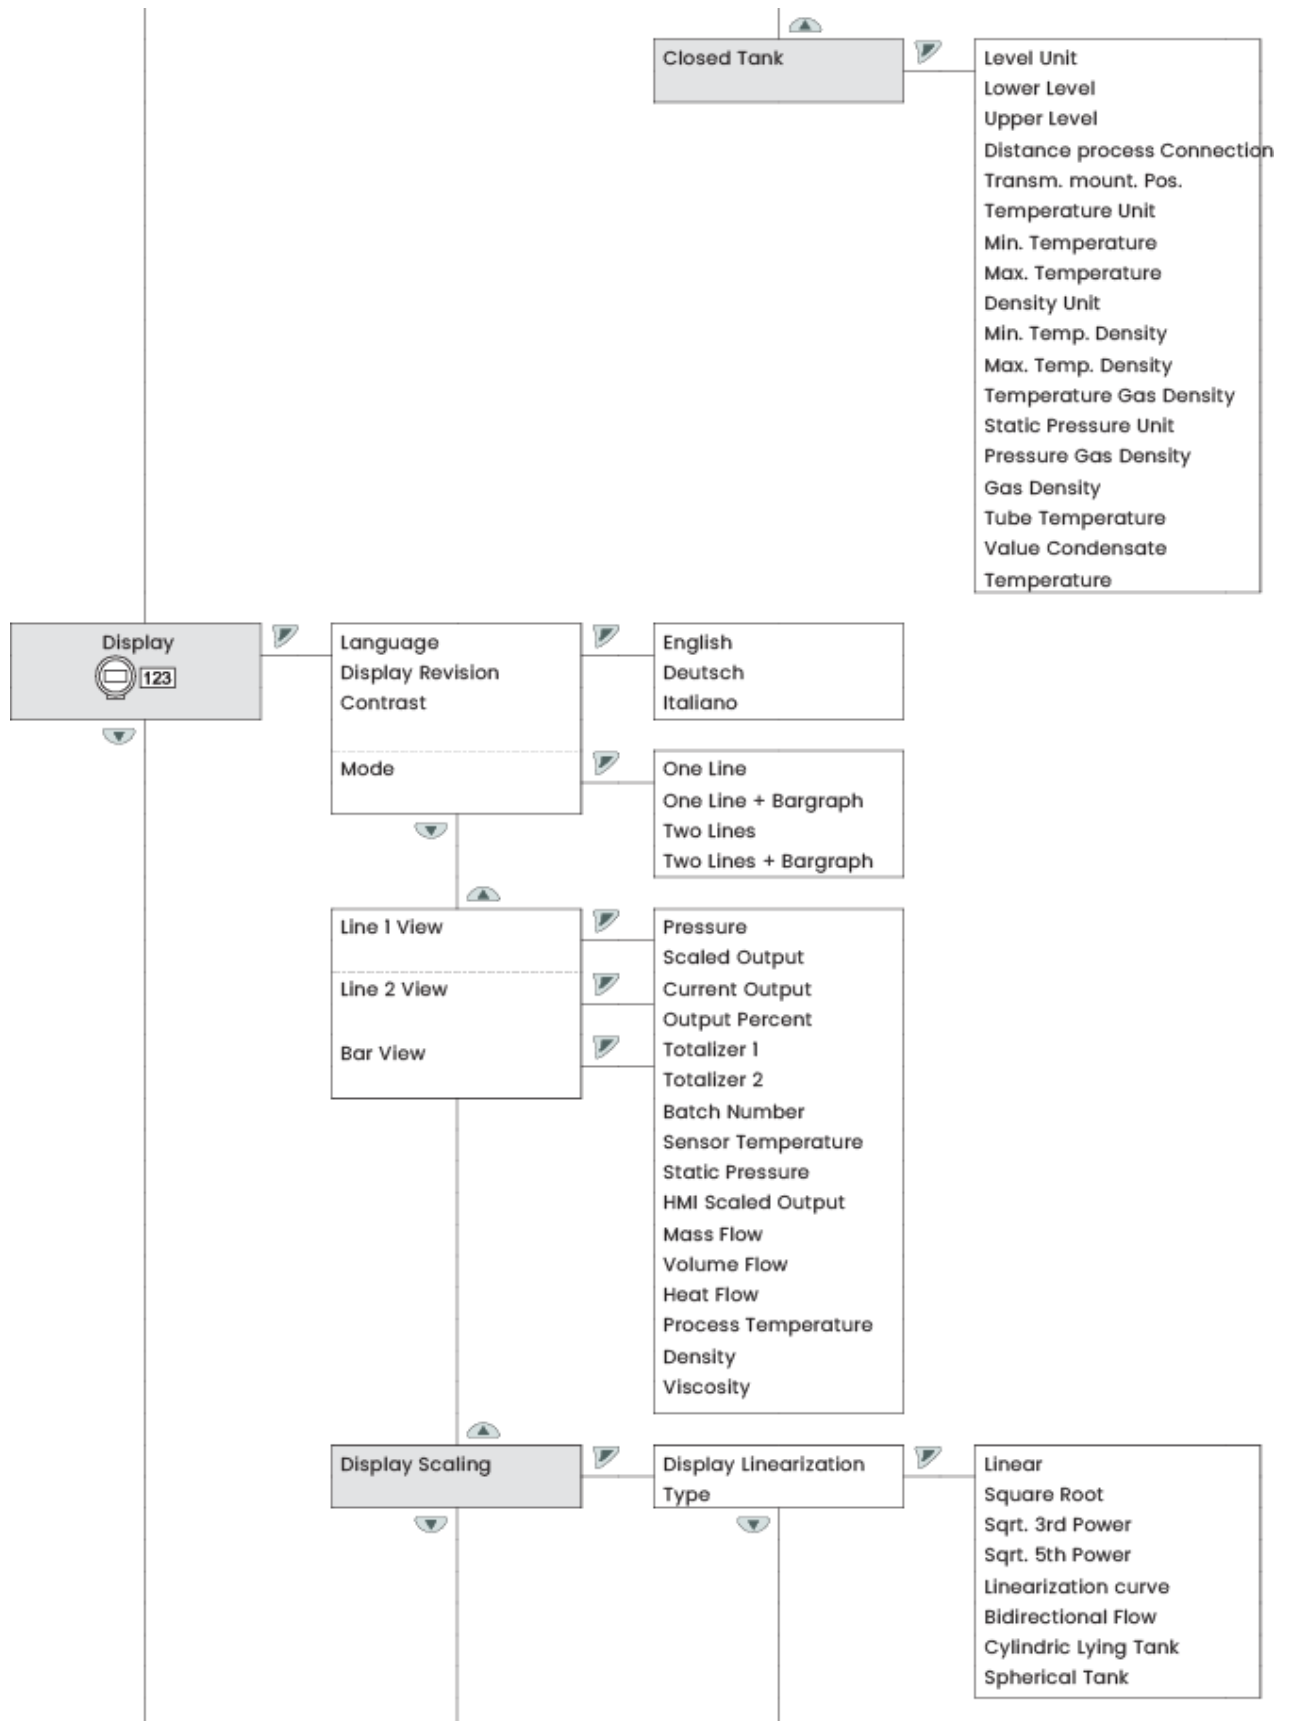 Closed Tank
Level Unit
Lower Level
Upper Level
Distance process Connection
Transm. mount. Pos.
Temperature Unit
Min. Temperature
Max. Temperature
Density Unit
Min. Temp. Density
Max. Temp. Density
Temperature Gas Density
Static Pressure Unit
Pressure Gas Density
Gas Density
Tube Temperature
Value Condensate
Temperature
Display
123
Language
Display Revision
Contrast
Mode
English
Deutsch
Italiano
One Line
One Line + Bargraph
Two Lines
Two Lines + Bargraph
Line 1 View
Line 2 View
Bar View
Pressure
Scaled Output
Current Output
Output Percent
Totalizer 1
Totalizer 2
Batch Number
Sensor Temperature
Static Pressure
HMI Scaled Output
Mass Flow
Volume Flow
Heat Flow
Process Temperature
Density
Viscosity
Display Scaling
Display Linearization
Type
Linear
Square Root
Sqrt. 3rd Power
Sqrt. 5th Power
Linearization curve
Bidirectional Flow
Cylindric Lying Tank
Spherical Tank